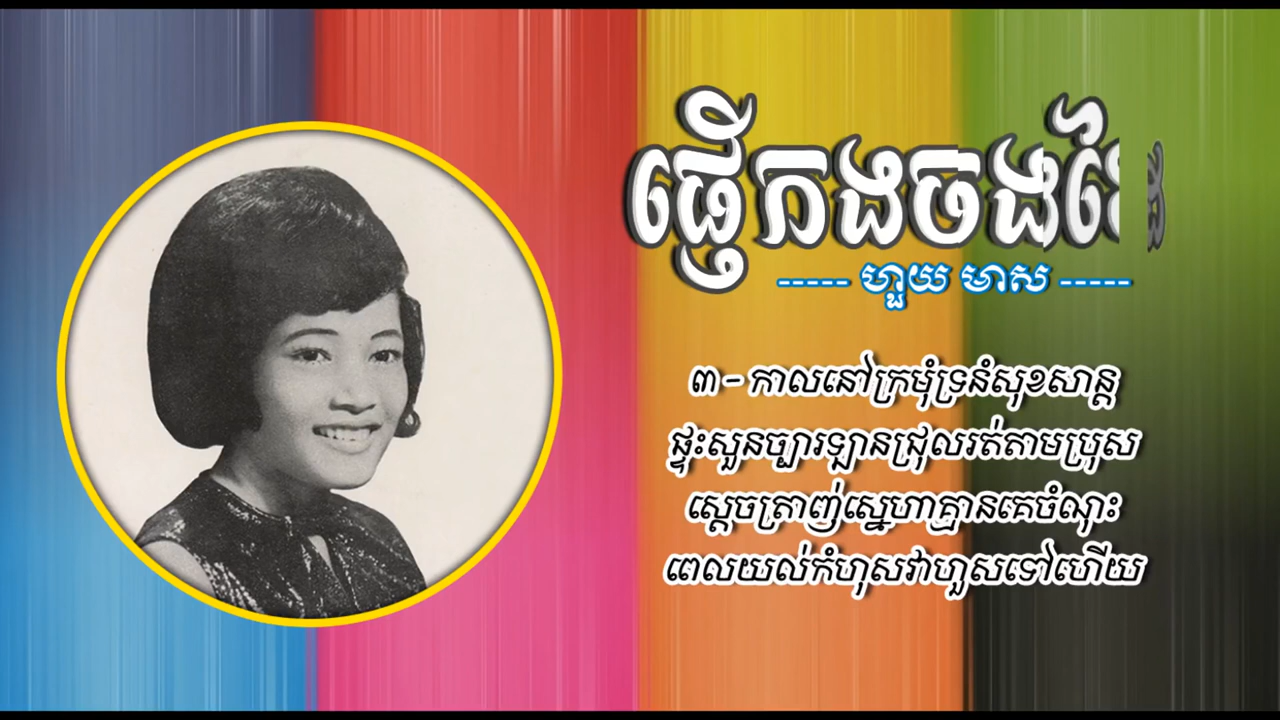 ផ្ញើកងចងដៃ
----- ហួយ មាស -----
៣ - កាលនៅក្រមុំទ្រនំសុខសាន្ត
ផ្ទះសួនច្បារឡានជ្រុលរត់តាមប្រុស
ស្ដេចត្រាញ់ស្នេហាគ្មានគេចំណុះ
ពេលយល់កំហុសវាហួសទៅហើយ